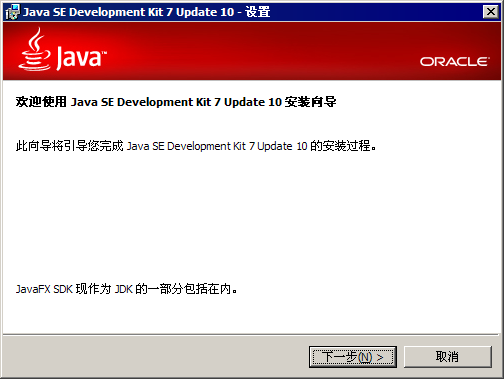 Java SE Development Kit 7 Update 10 - 设置
Java™
ORACLE®
欢迎使用 Java SE Development Kit 7 Update 10 安装向导
此向导将引导您完成 Java SE Development Kit 7 Update 10 的安装过程。
JavaFX SDK 现作为 JDK 的一部分包括在内。
下一步(N) >
取消